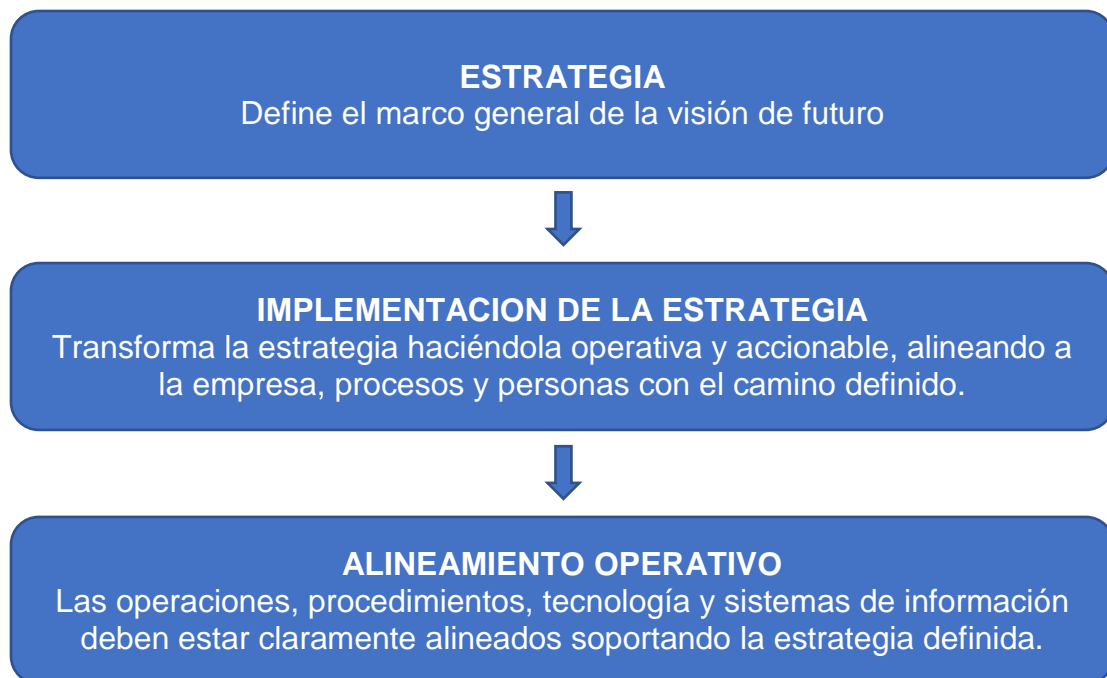 ESTRATEGIA
Define el marco general de la visión de futuro
IMPLEMENTACION DE LA ESTRATEGIA
Transforma la estrategia haciéndola operativa y accionable, alineando a
la empresa, procesos y personas con el camino definido.
ALINEAMIENTO OPERATIVO
Las operaciones, procedimientos, tecnología y sistemas de información
deben estar claramente alineados soportando la estrategia definida.